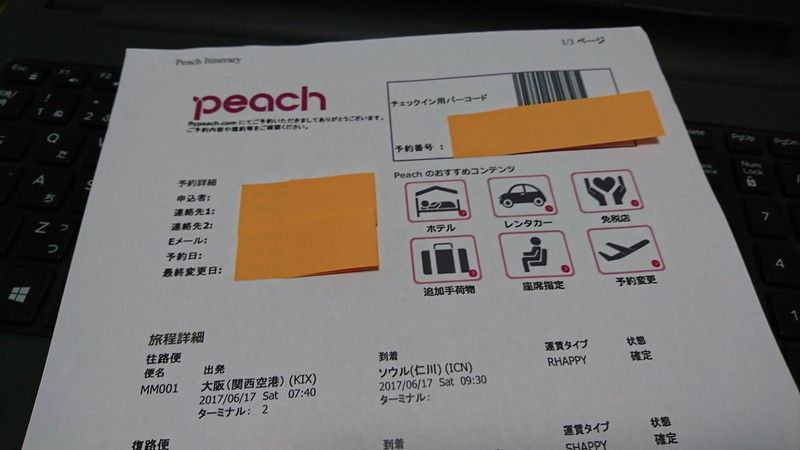 Peach Itinerary
1/3 ページ
peach
flypeach.com にてご予約いただきましてありがとうございます。
ご予約内容や規約等をご確認ください。
チェックイン用バーコード
予約番号：
予約詳細
申込者:
連絡先1:
連絡先2:
Eメール:
予約日:
最終変更日:
Peach のおすすめコンテンツ
ホテル
レンタカー
免税店
追加手荷物
座席指定
予約変更
旅程詳細
往路便
便名 出発 到着 運賃タイプ 状態
MM001 大阪（関西空港）(KIX) ソウル(仁川) (ICN) RHAPPY 確定
2017/06/17 Sat 07:40 2017/06/17 Sat 09:30
ターミナル： 2 ターミナル：
復路便 到着 運賃タイプ 状態
SHAPPY 確定